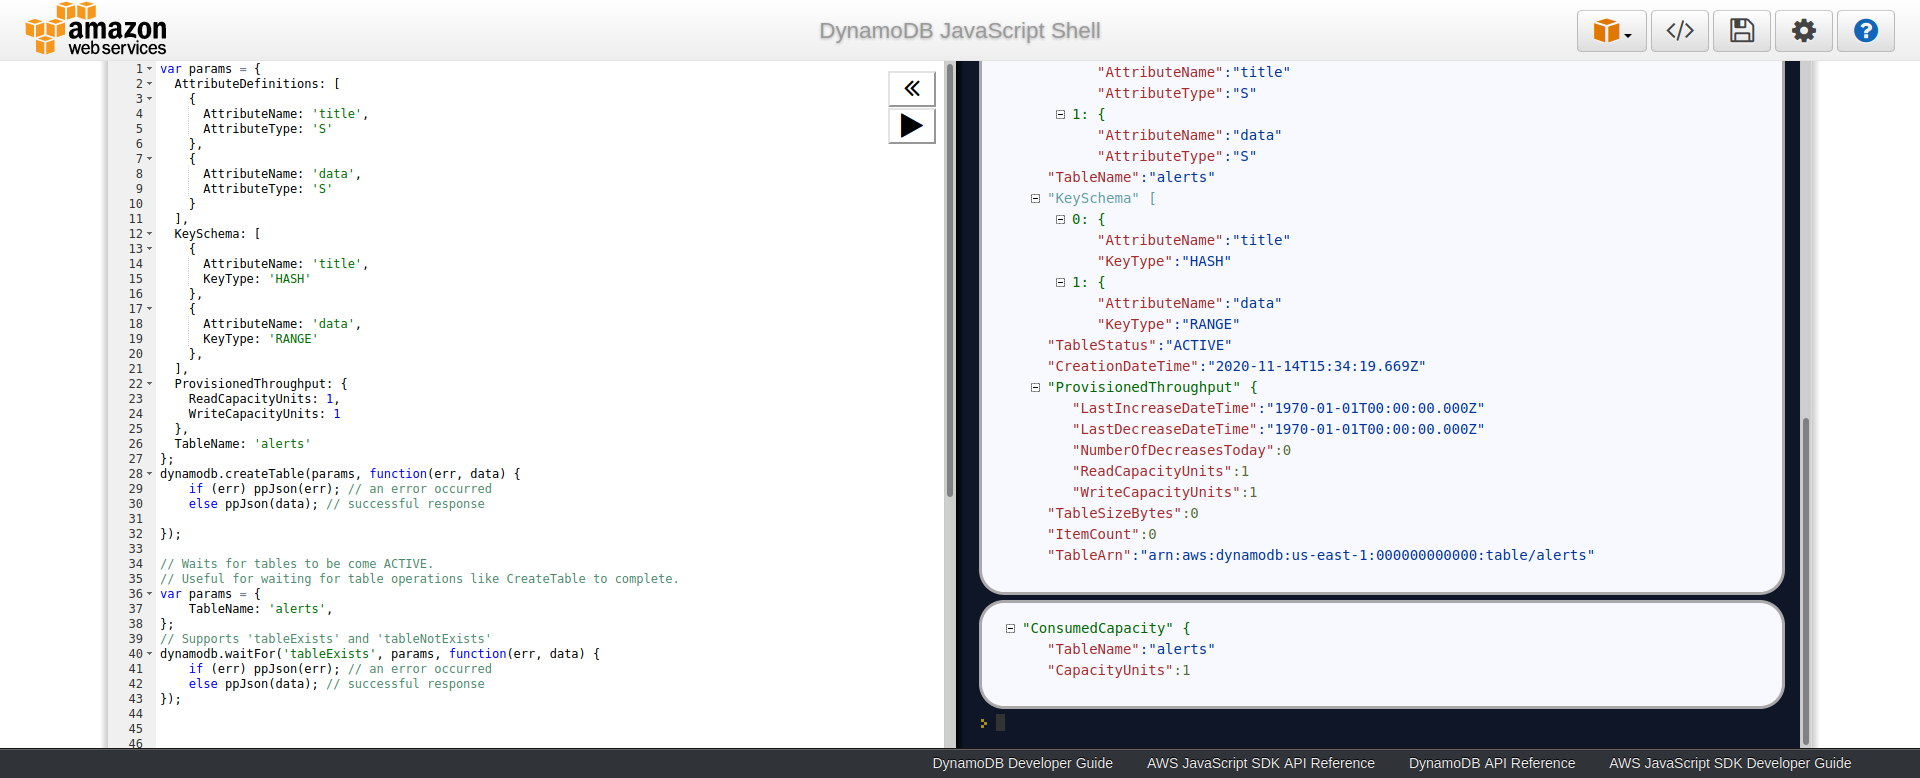 amazon
web services
DynamoDB JavaScript Shell
</>
?
1 var params = {
2 AttributeDefinitions: [
3 {
4 AttributeName: 'title',
5 AttributeType: 'S'
6 },
7 {
8 AttributeName: 'data',
9 AttributeType: 'S'
10 }
11 ],
12 KeySchema: [
13 {
14 AttributeName: 'title',
15 KeyType: 'HASH'
16 },
17 {
18 AttributeName: 'data',
19 KeyType: 'RANGE'
20 },
21 ],
22 ProvisionedThroughput: {
23 ReadCapacityUnits: 1,
24 WriteCapacityUnits: 1
25 },
26 TableName: 'alerts'
27 };
28 dynamodb.createTable(params, function(err, data) {
29 if (err) ppJson(err); // an error occurred
30 else ppJson(data); // successful response
31
32 });
33
34 // Waits for tables to be come ACTIVE.
35 // Useful for waiting for table operations like CreateTable to complete.
36 var params = {
37 TableName: 'alerts',
38 };
39 // Supports 'tableExists' and 'tableNotExists'
40 dynamodb.waitFor('tableExists', params, function(err, data) {
41 if (err) ppJson(err); // an error occurred
42 else ppJson(data); // successful response
43 });
44
45
46
"AttributeName":"title"
"AttributeType":"S"
1: {
"AttributeName":"data"
"AttributeType":"S"
"TableName":"alerts"
"KeySchema" [
0: {
"AttributeName":"title"
"KeyType":"HASH"
1: {
"AttributeName":"data"
"KeyType":"RANGE"
"TableStatus":"ACTIVE"
"CreationDateTime":"2020-11-14T15:34:19.669Z"
"ProvisionedThroughput" {
"LastIncreaseDateTime":"1970-01-01T00:00:00.000Z"
"LastDecreaseDateTime":"1970-01-01T00:00:00.000Z"
"NumberOfDecreasesToday":0
"ReadCapacityUnits":1
"WriteCapacityUnits":1
"TableSizeBytes":0
"ItemCount":0
"TableArn":"arn:aws:dynamodb:us-east-1:000000000000:table/alerts"
"ConsumedCapacity" {
"TableName":"alerts"
"CapacityUnits":1
DynamoDB Developer Guide AWS JavaScript SDK API Reference DynamoDB API Reference AWS JavaScript SDK Developer Guide